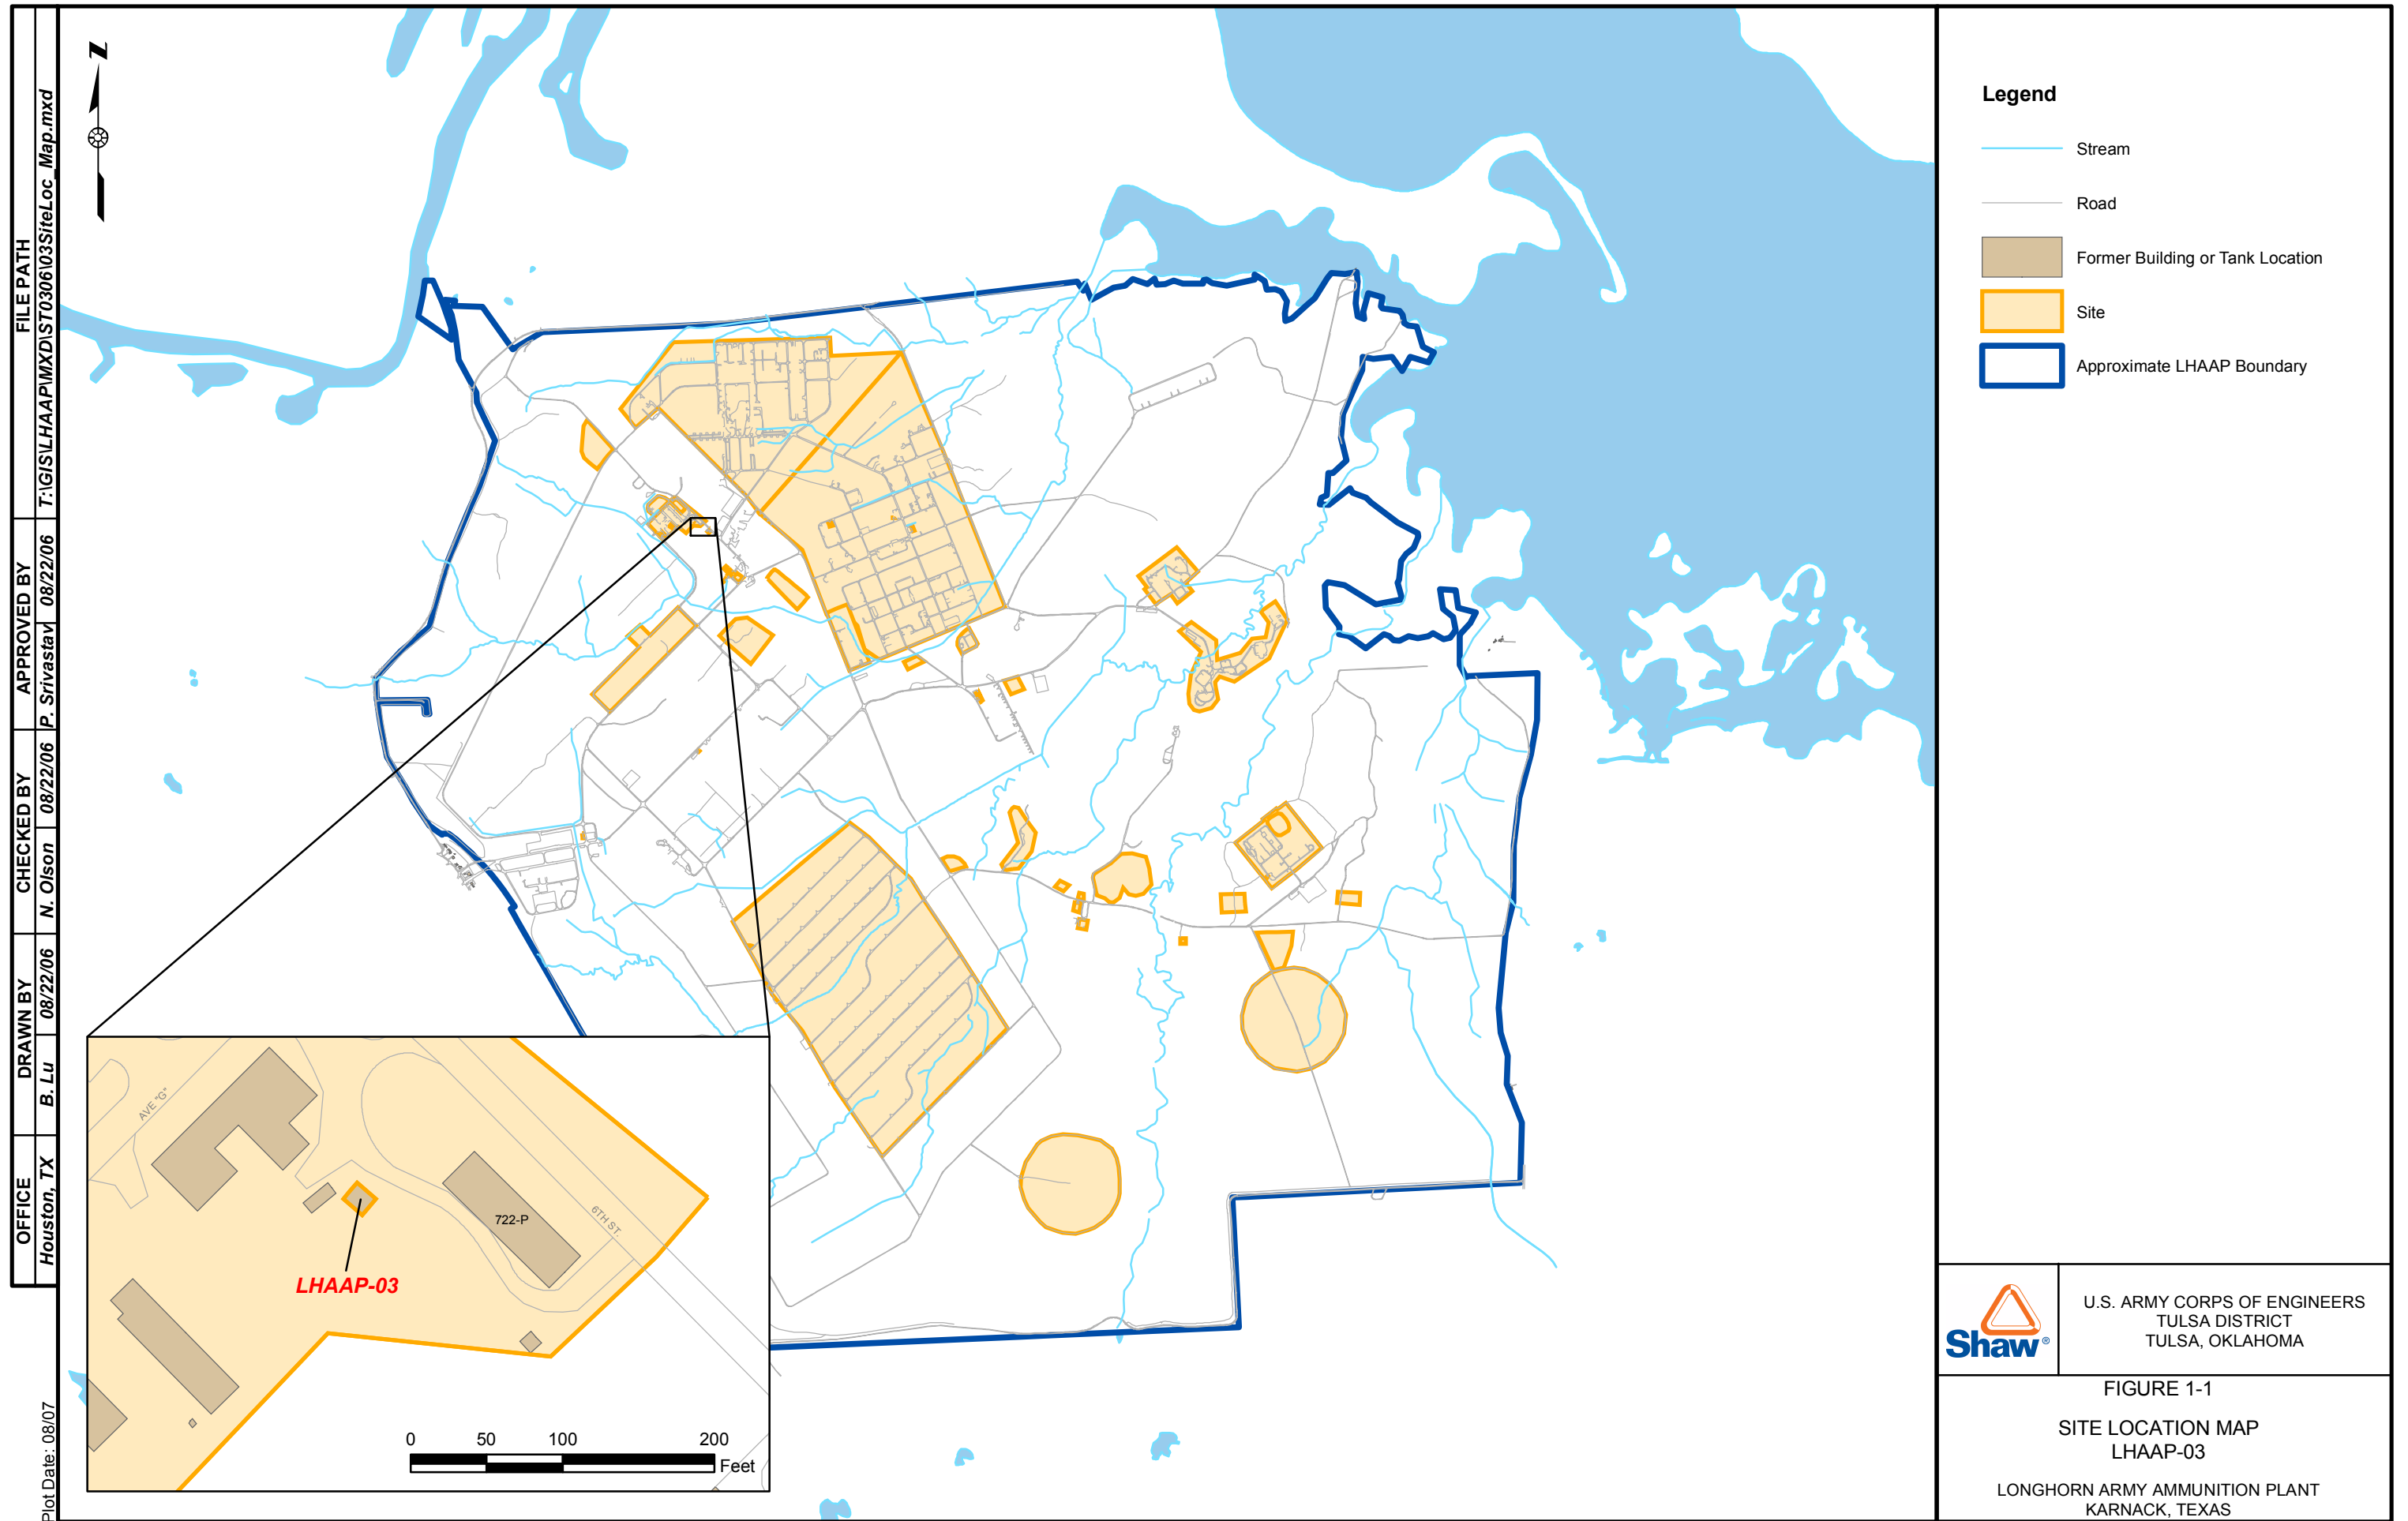 FILE PATH
T:\GIS\LHAAP\MXD\ST0306\03SiteLoc_Map.mxd
APPROVED BY
P. Srivastav
08/22/06
CHECKED BY
N. Olson
08/22/06
DRAWN BY
B. Lu
08/22/06
OFFICE
Houston, TX
Plot Date: 08/07
N
AVE "G"
722-P
6TH ST.
LHAAP-03
0 50 100 200
Feet
Legend
Stream
Road
Former Building or Tank Location
Site
Approximate LHAAP Boundary
Shaw®
U.S. ARMY CORPS OF ENGINEERS
TULSA DISTRICT
TULSA, OKLAHOMA
FIGURE 1-1
SITE LOCATION MAP
LHAAP-03
LONGHORN ARMY AMMUNITION PLANT
KARNACK, TEXAS